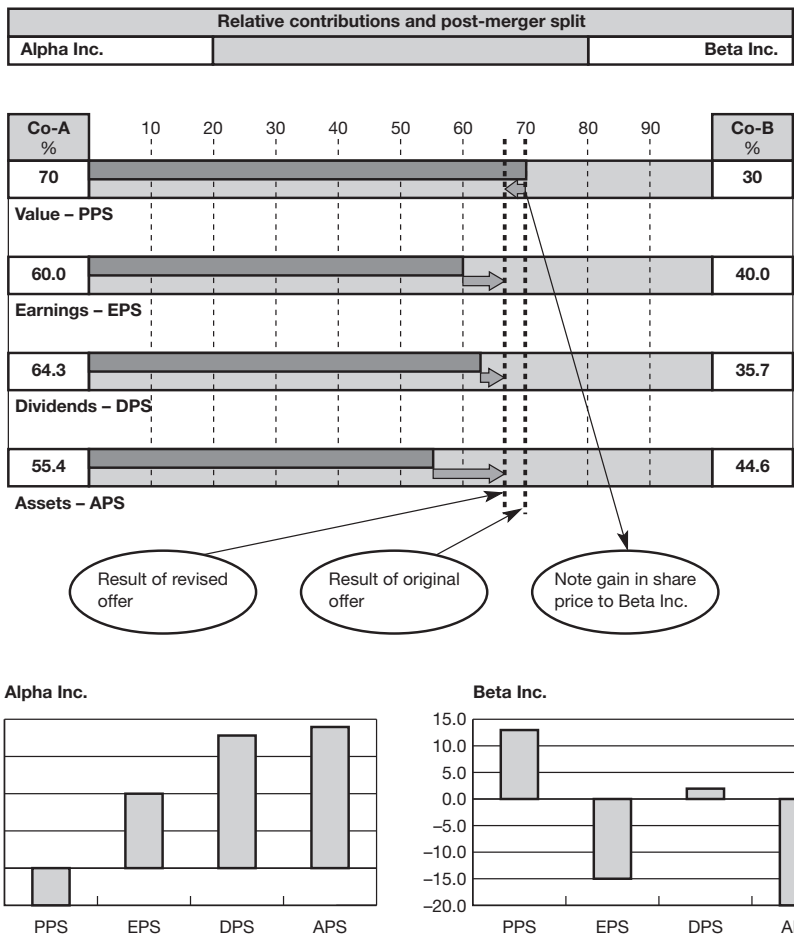 Relative contributions and post-merger split
Alpha Inc. Beta Inc.
Co-A 10 20 30 40 50 60 70 80 90 Co-B
% %
70 30
Value – PPS
60.0 40.0
Earnings – EPS
64.3 35.7
Dividends – DPS
55.4 44.6
Assets – APS
Result of revised
offer
Result of original
offer
Note gain in share
price to Beta Inc.
Alpha Inc.
PPS EPS DPS APS
Beta Inc.
15.0
10.0
5.0
0.0
–5.0
–10.0
–15.0
–20.0
PPS EPS DPS